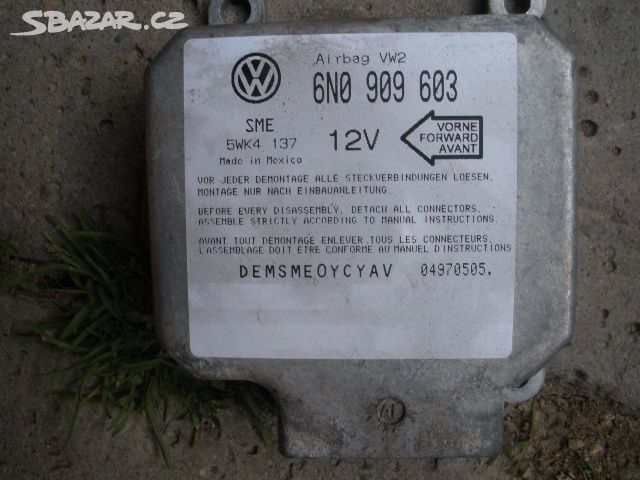 SBAZAR.CZ
Airbag VW2
6N0 909 603
SME
5WK4 137
Made in Mexico
12V
VORNE
FORWARD
AVANT
VOR JEDER DEMONTAGE ALLE STECKVERBINDUNGEN LOESEN,
MONTAGE NUR NACH EINBAUANLEITUNG.
BEFORE EVERY DISASSEMBLY, DETACH ALL CONNECTORS.
ASSEMBLE STRICTLY ACCORDING TO MANUAL INSTRUCTIONS.
AVANT TOUT DEMONTAGE ENLEVER TOUS LES CONNECTEURS.
L'ASSEMBLAGE DOIT ÊTRE CONFORME AU MANUEL D'INSTRUCTIONS
DEMSMEOYCYAV 04970505.